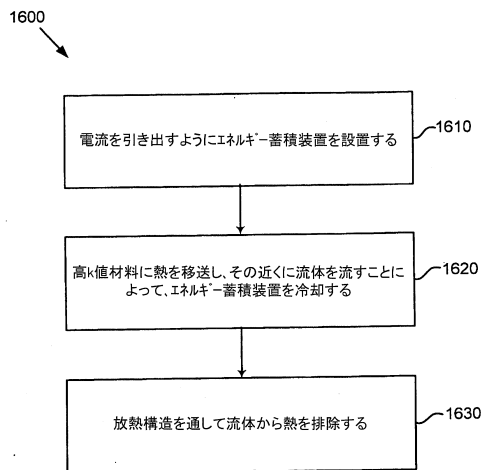 1600
電流を引き出すようにエネルギー蓄積装置を設置する
1610
高k値材料に熱を移送し、その近くに流体を流すことに
よって、エネルギー蓄積装置を冷却する
1620
放熱構造を通して流体から熱を排除する
1630